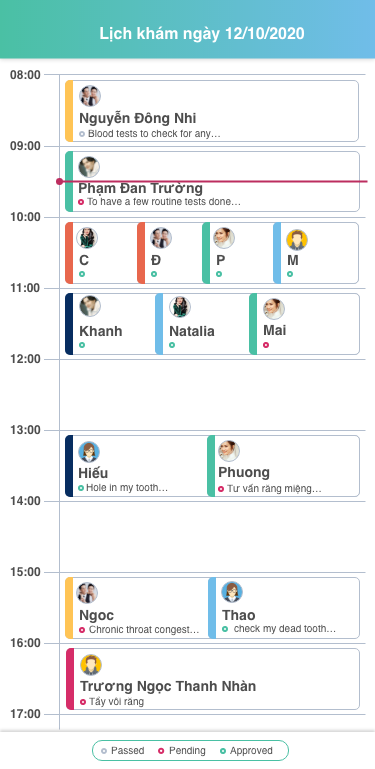 Lịch khám ngày 12/10/2020
08:00
Nguyễn Đông Nhi
Blood tests to check for any…
09:00
Phạm Đan Trường
To have a few routine tests done…
10:00
C Đ P M
11:00
Khanh Natalia Mai
12:00
13:00
Hiếu Phuong
Hole in my tooth… Tư vấn răng miệng…
14:00
15:00
Ngoc Thao
Chronic throat congest… check my dead tooth…
16:00
Trương Ngọc Thanh Nhàn
Tẩy vôi răng
17:00
Passed Pending Approved